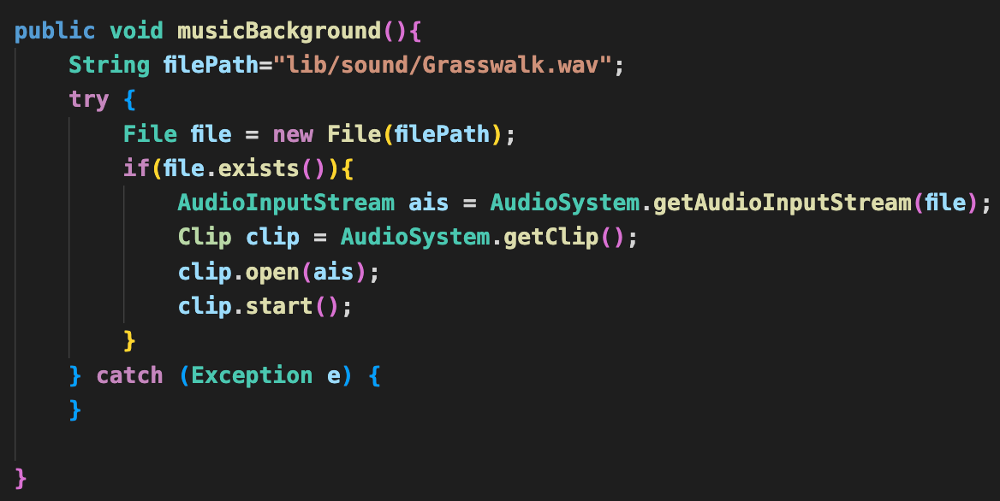 public void musicBackground(){
    String filePath="lib/sound/Grasswalk.wav";
    try {
        File file = new File(filePath);
        if(file.exists()){
            AudioInputStream ais = AudioSystem.getAudioInputStream(file);
            Clip clip = AudioSystem.getClip();
            clip.open(ais);
            clip.start();
        }
    } catch (Exception e) {
    }
}